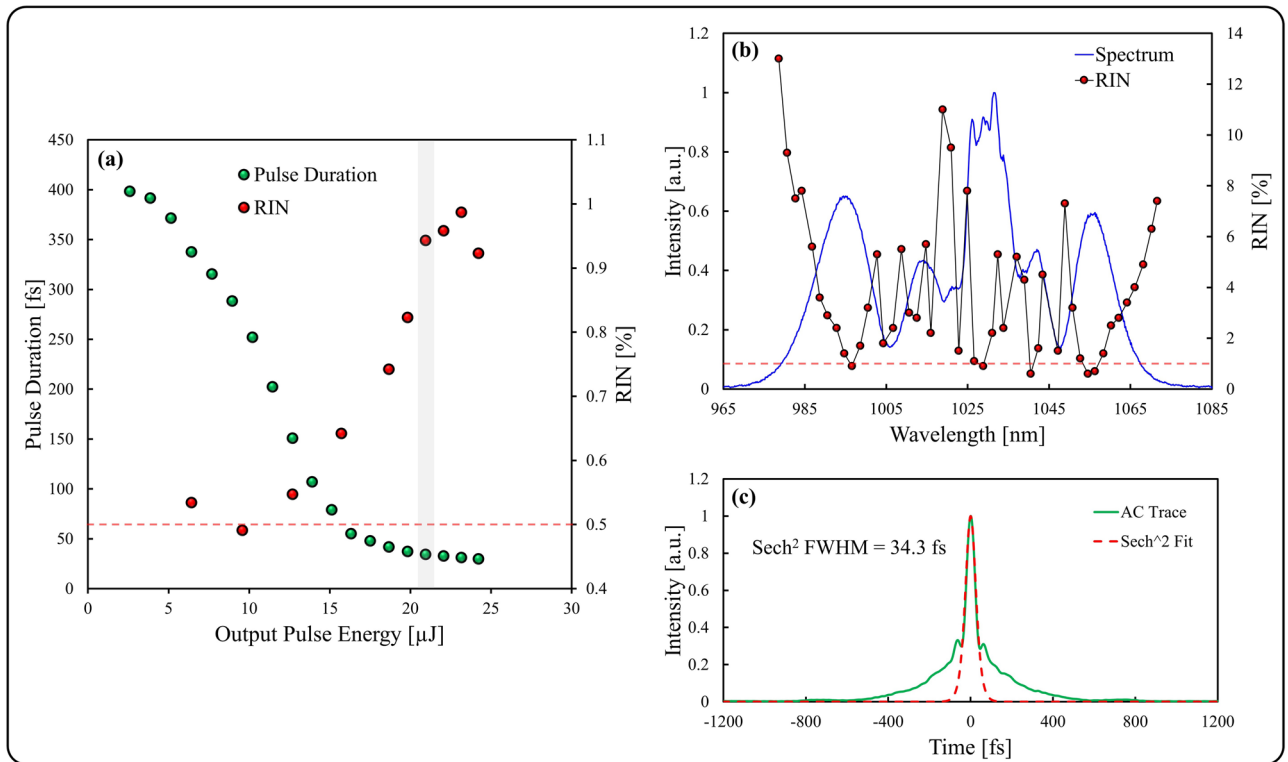 (a)
Pulse Duration
RIN
450
400
350
300
250
200
150
100
50
0
Pulse Duration [fs]
1.1
1
0.9
0.8
0.7
0.6
0.5
0.4
RIN [%]
0 5 10 15 20 25 30
Output Pulse Energy [µJ]
(b)
Spectrum
RIN
1.2
1
0.8
0.6
0.4
0.2
0
Intensity [a.u.]
14
12
10
8
6
4
2
0
RIN [%]
965 985 1005 1025 1045 1065 1085
Wavelength [nm]
(c)
AC Trace
Sech^2 Fit
Sech² FWHM = 34.3 fs
1.2
1
0.8
0.6
0.4
0.2
0
Intensity [a.u.]
-1200 -800 -400 0 400 800 1200
Time [fs]